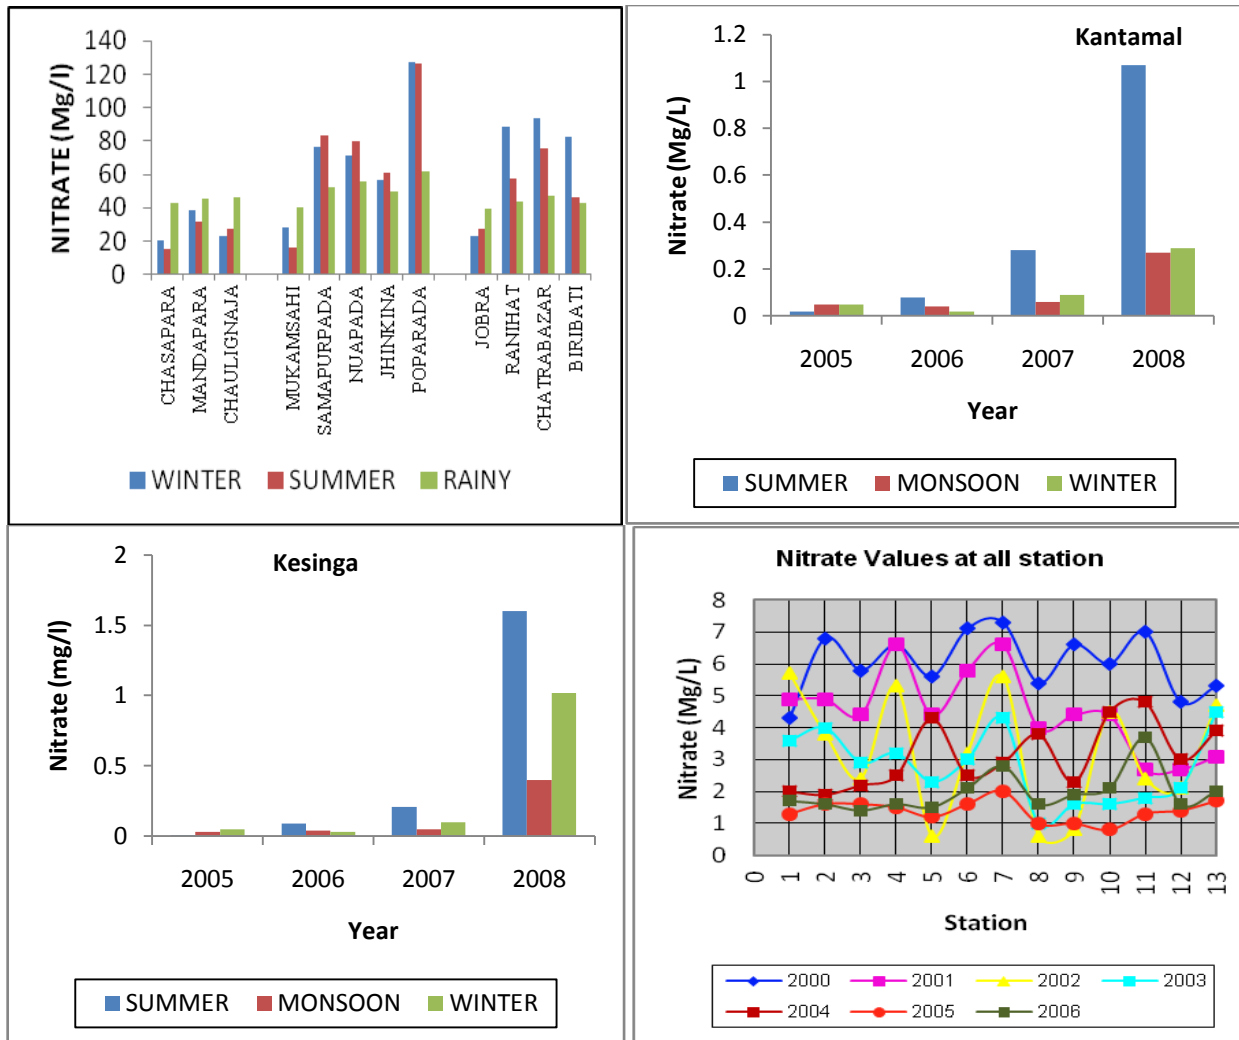 NITRATE (Mg/l)
140
120
100
80
60
40
20
0
CHASAPARA
MANDAPARA
CHAULIGNAJA
MUKAMSAHI
SAMAPURPADA
NUAPADA
JHINKINA
POPARADA
JOBRA
RANIHAT
CHATRABAZAR
BIRIBATI
WINTER SUMMER RAINY
Kantamal
Nitrate (Mg/L)
1.2
1
0.8
0.6
0.4
0.2
0
2005 2006 2007 2008
Year
SUMMER MONSOON WINTER
Kesinga
Nitrate (mg/l)
2
1.5
1
0.5
0
2005 2006 2007 2008
Year
SUMMER MONSOON WINTER
Nitrate Values at all station
Nitrate (Mg/L)
8
7
6
5
4
3
2
1
0
0 1 2 3 4 5 6 7 8 9 10 11 12 13
Station
2000 2001 2002 2003
2004 2005 2006